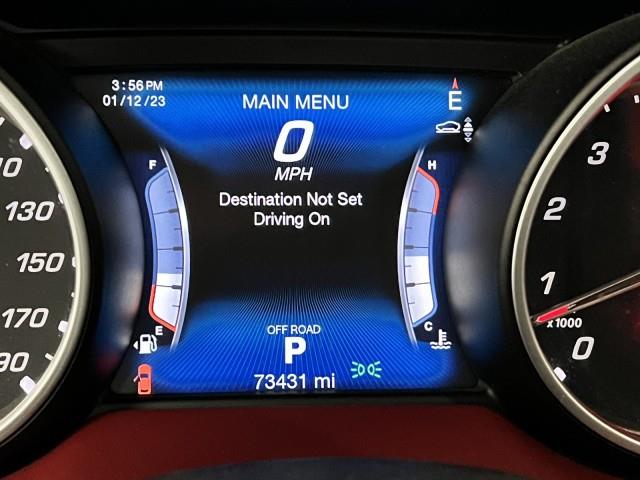 3:56 PM
01/12/23
MAIN MENU
E
0
MPH
F
H
Destination Not Set
Driving On
E
C
OFF ROAD
P
73431 mi
130
150
170
3
2
1
x1000
0